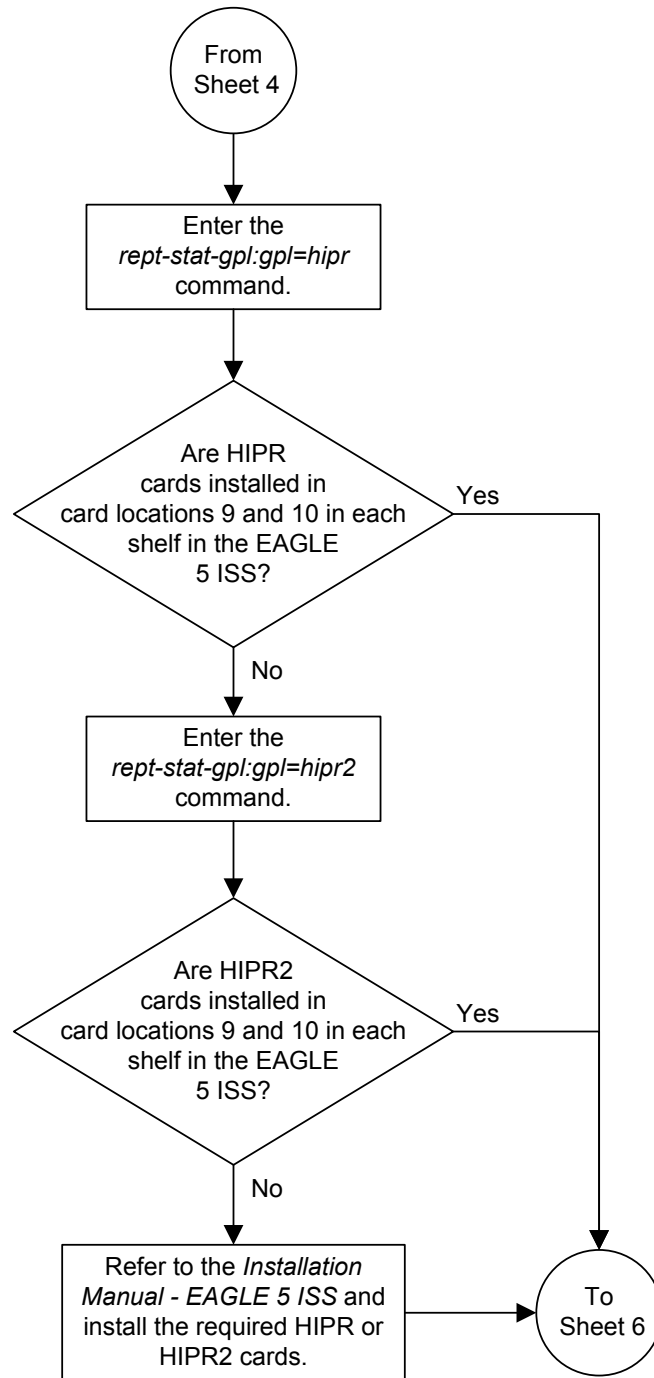 From
Sheet 4
Enter the
rept-stat-gpl:gpl=hipr
command.
Are HIPR
cards installed in
card locations 9 and 10 in each
shelf in the EAGLE
5 ISS?
Yes
No
Enter the
rept-stat-gpl:gpl=hipr2
command.
Are HIPR2
cards installed in
card locations 9 and 10 in each
shelf in the EAGLE
5 ISS?
Yes
No
Refer to the Installation
Manual - EAGLE 5 ISS and
install the required HIPR or
HIPR2 cards.
To
Sheet 6